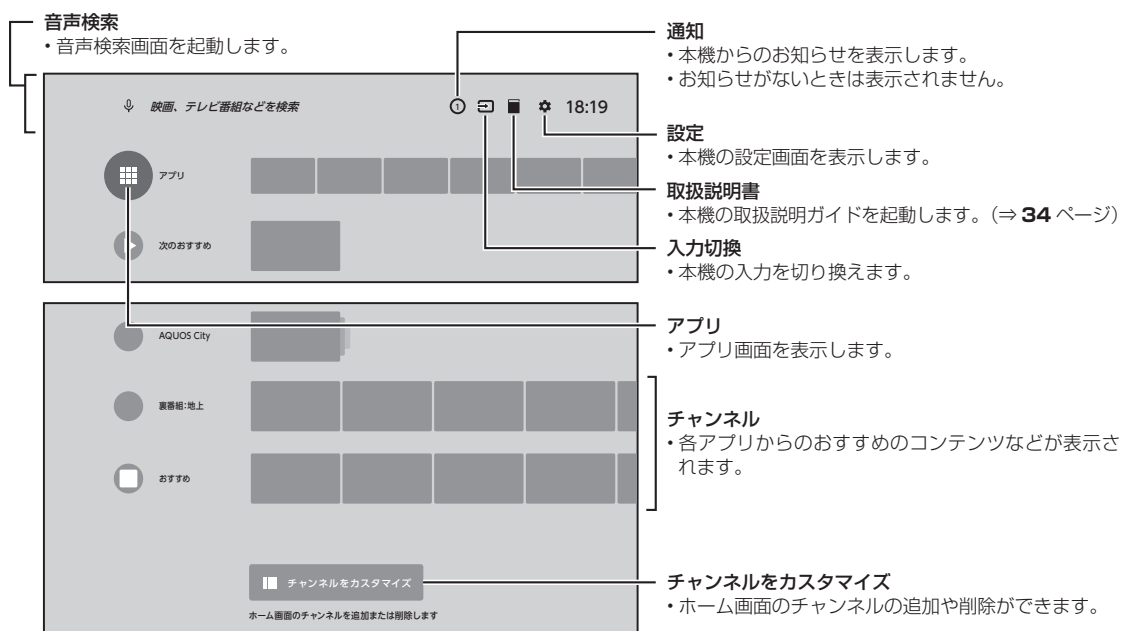 音声検索
・音声検索画面を起動します。
通知
・本機からのお知らせを表示します。
・お知らせがないときは表示されません。
映画、テレビ番組などを検索
1
18:19
設定
・本機の設定画面を表示します。
アプリ
取扱説明書
・本機の取扱説明ガイドを起動します。(⇒ 34 ページ)
次のおすすめ
入力切換
・本機の入力を切り換えます。
AQUOS City
アプリ
・アプリ画面を表示します。
裏番組:地上
チャンネル
・各アプリからのおすすめのコンテンツなどが表示さ
れます。
おすすめ
チャンネルをカスタマイズ
ホーム画面のチャンネルを追加または削除します
チャンネルをカスタマイズ
・ホーム画面のチャンネルの追加や削除ができます。